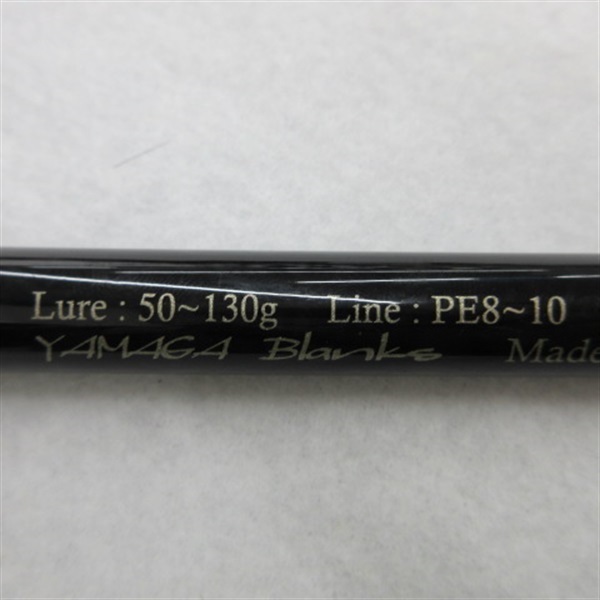 Lure : 50~130g Line : PE8~10
YAMAGA Blanks Made